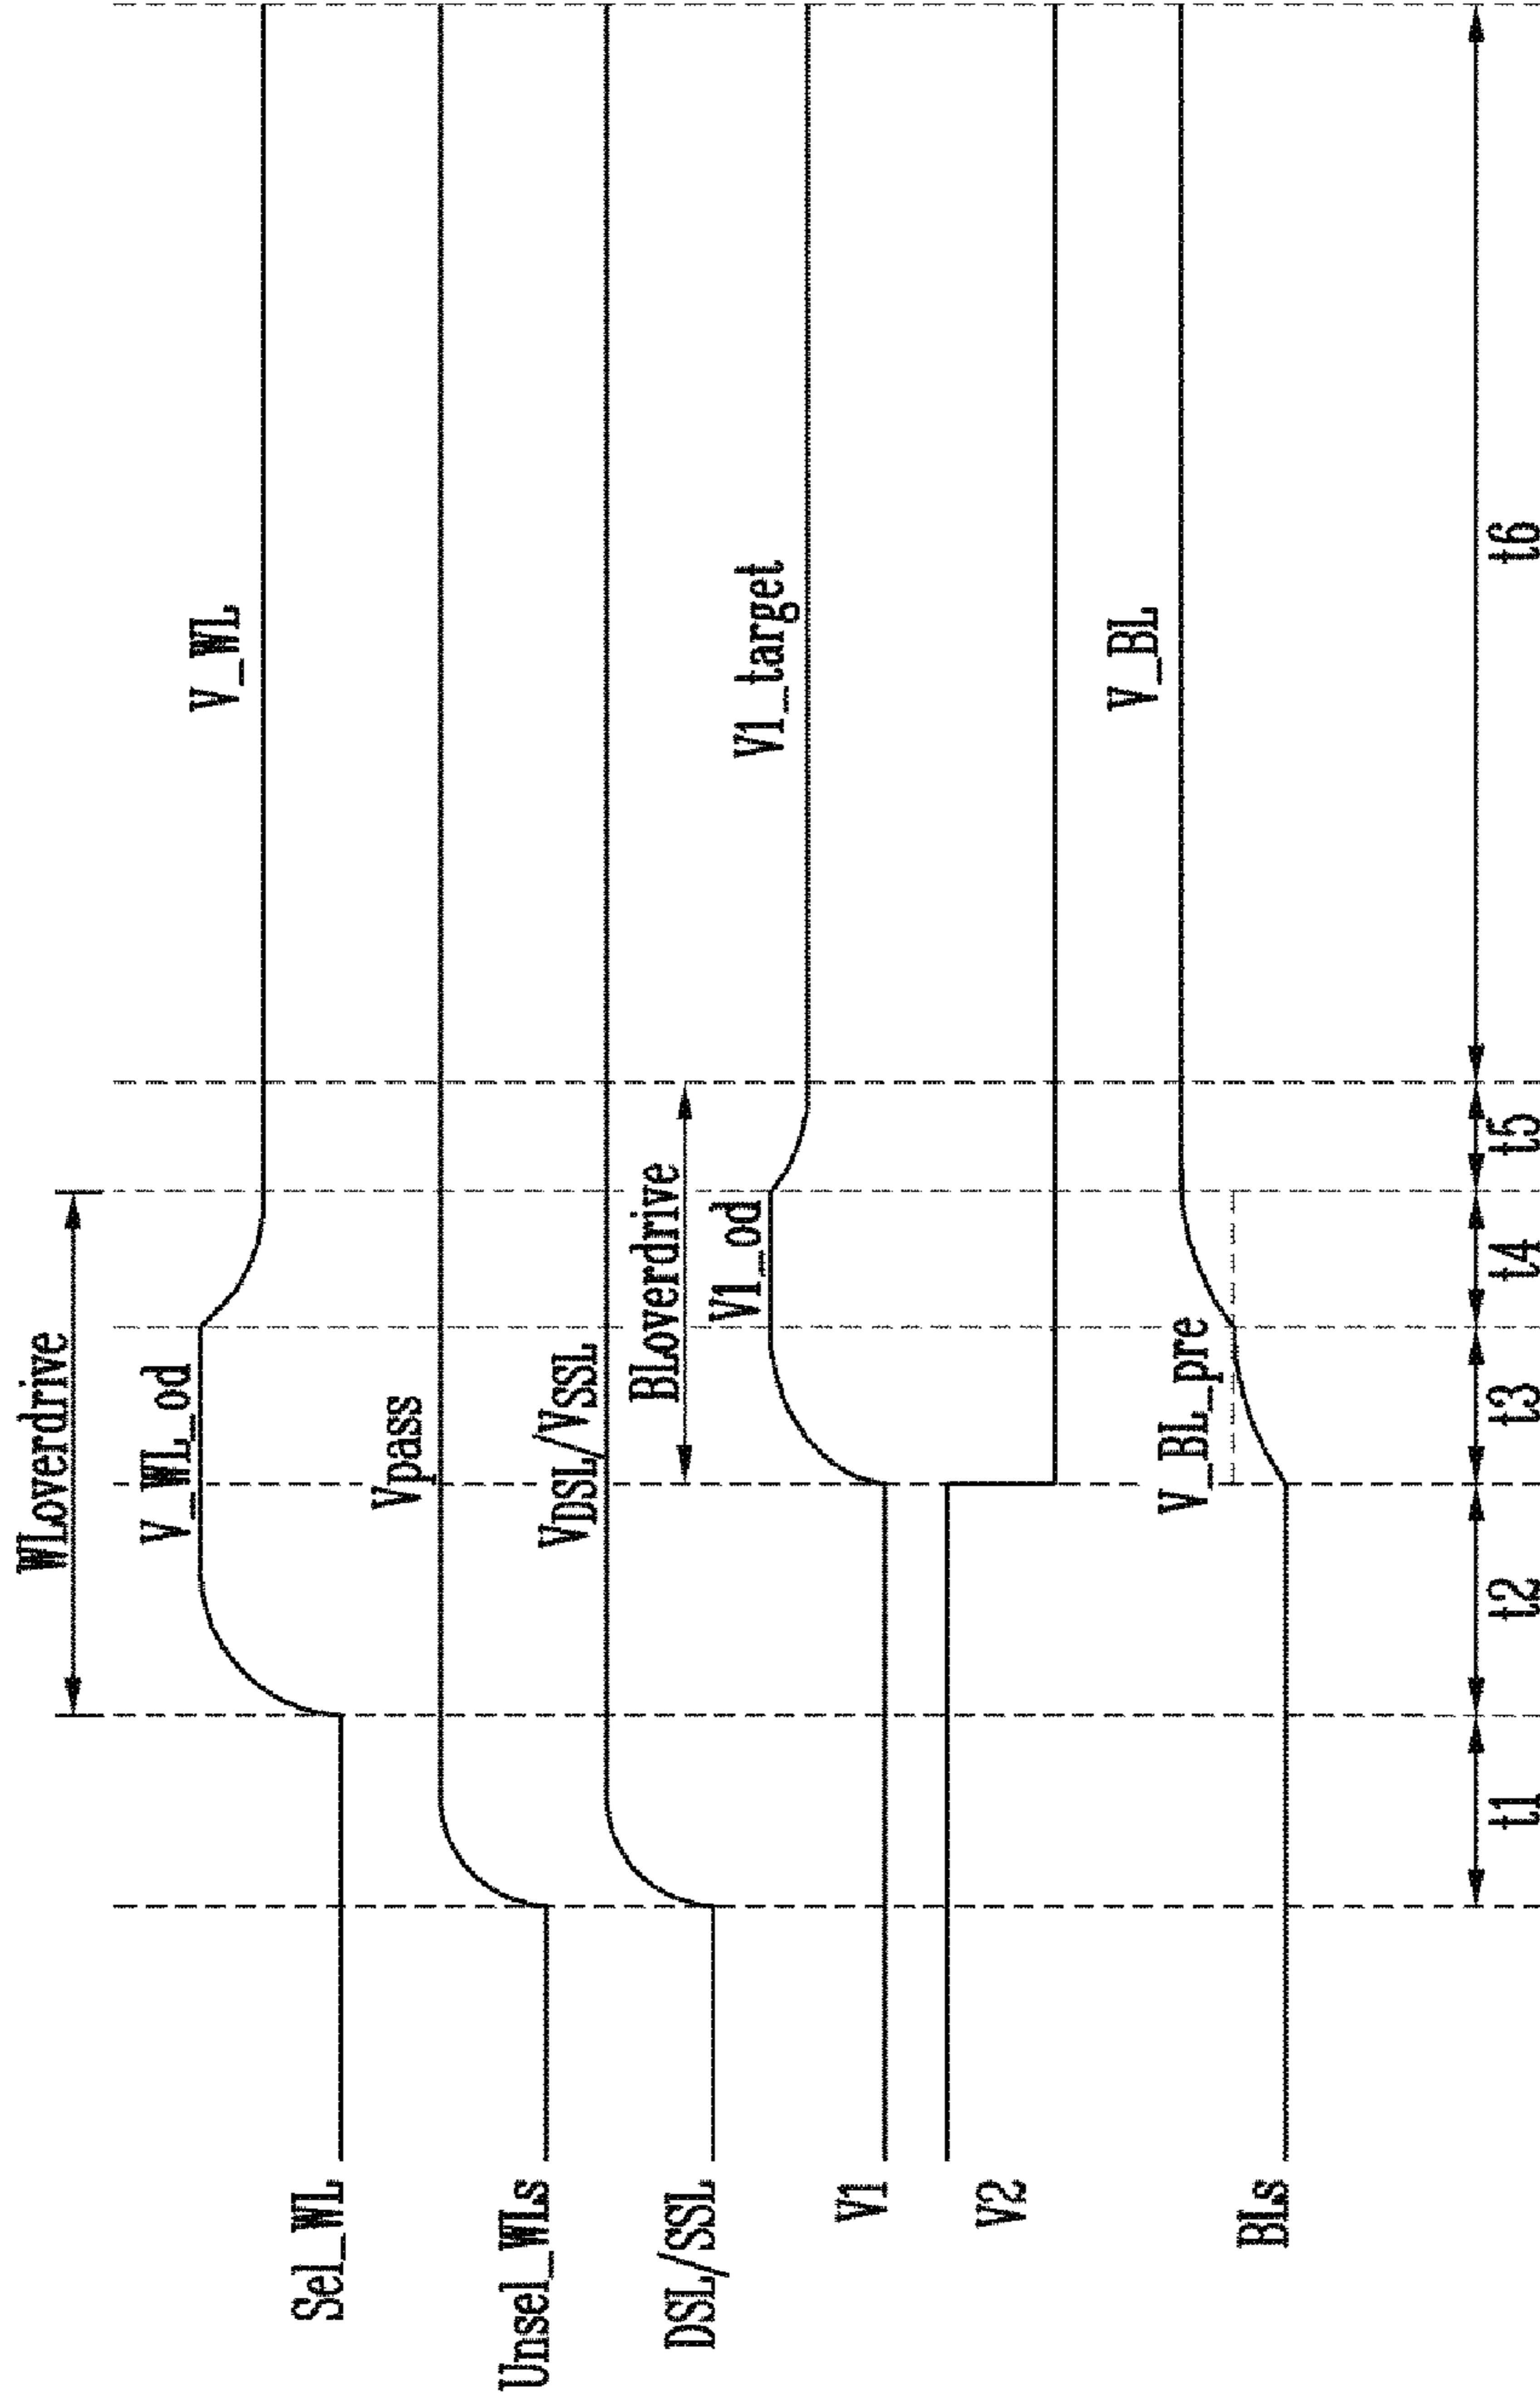 WLoverdrive
V_WL_od
V_WL
Sel_WL
Vpass
Unsel_WLs
VDSL/VSSL
DSL/SSL
BLoverdrive
V1_od
V1_target
V1
V2
V_BL_pre
V_BL
BLs
t1 t2 t3 t4 t5 t6